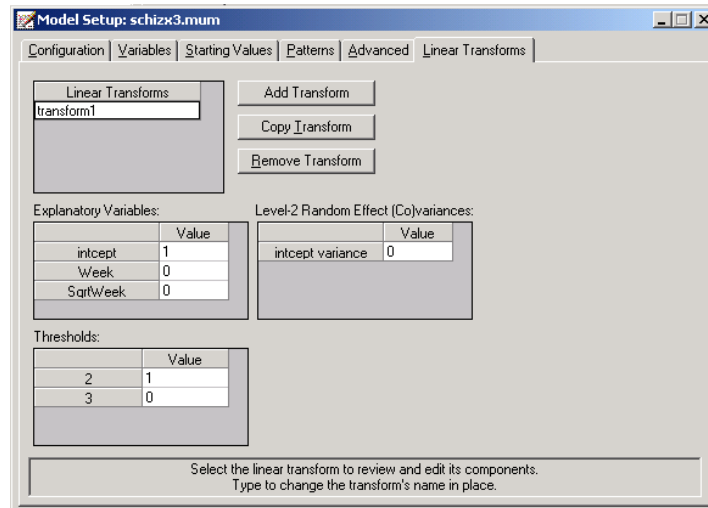 Model Setup: schizx3.mum
Configuration Variables Starting Values Patterns Advanced Linear Transforms
Linear Transforms
transform1
Add Transform
Copy Transform
Remove Transform
Explanatory Variables:
Value
intcept 1
Week 0
SqrtWeek 0
Level-2 Random Effect (Co)variances:
Value
intcept variance 0
Thresholds:
Value
2 1
3 0
Select the linear transform to review and edit its components.
Type to change the transform's name in place.